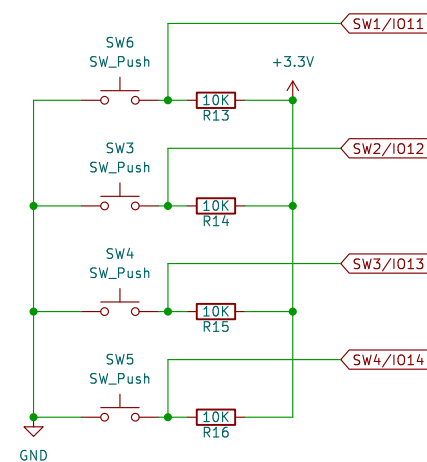 SW1/IO11
SW6
SW_Push
+3.3V
10K
R13
SW2/IO12
SW3
SW_Push
10K
R14
SW3/IO13
SW4
SW_Push
10K
R15
SW4/IO14
SW5
SW_Push
10K
R16
GND